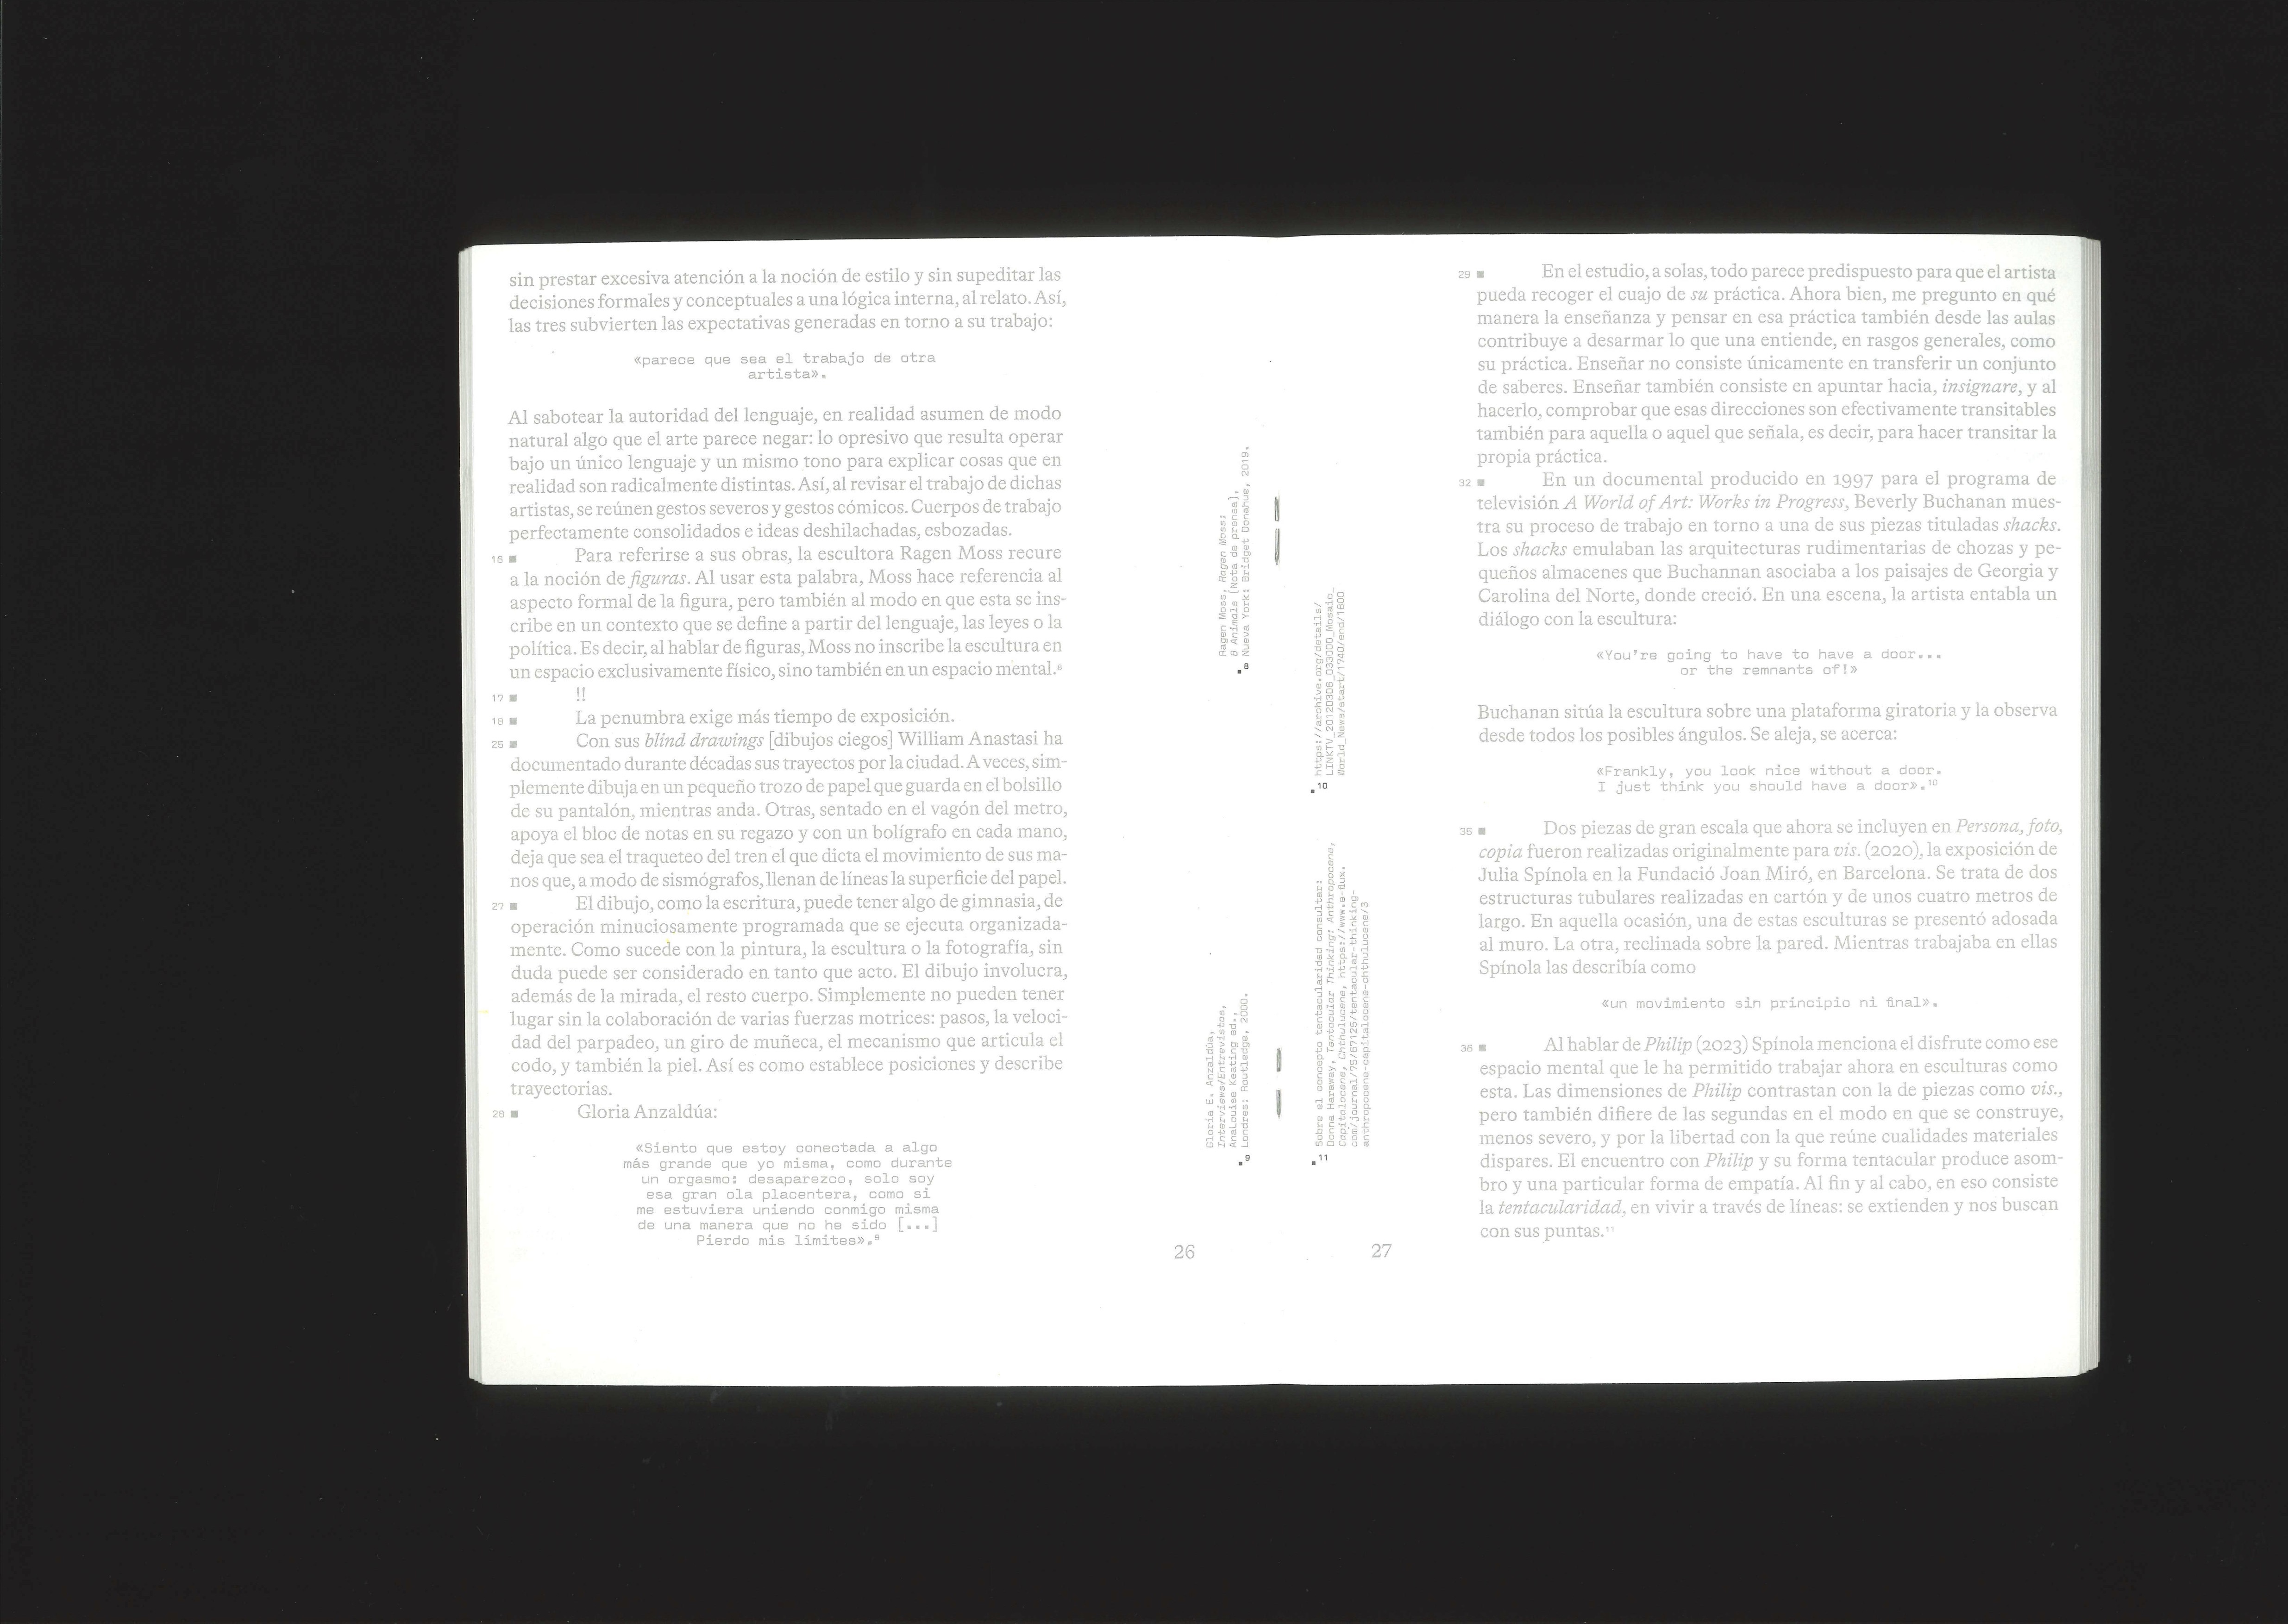 sin prestar excesiva atención a la noción de estilo y sin supeditar las
decisiones formales y conceptuales a una lógica interna, al relato. Así,
las tres subvierten las expectativas generadas en torno a su trabajo:
«parece que sea el trabajo de otra
artista».
Al sabotear la autoridad del lenguaje, en realidad asumen de modo
natural algo que el arte parece negar: lo opresivo que resulta operar
bajo un único lenguaje y un mismo tono para explicar cosas que en
realidad son radicalmente distintas. Así, al revisar el trabajo de dichas
artistas, se reúnen gestos severos y gestos cómicos. Cuerpos de trabajo
perfectamente consolidados e ideas deshilachadas, esbozadas.
16 ■ Para referirse a sus obras, la escultora Ragen Moss recure
a la noción de figuras. Al usar esta palabra, Moss hace referencia al
aspecto formal de la figura, pero también al modo en que esta se ins-
cribe en un contexto que se define a partir del lenguaje, las leyes o la
política. Es decir, al hablar de figuras, Moss no inscribe la escultura en
un espacio exclusivamente físico, sino también en un espacio mental.⁸
17 ■ !!
18 ■ La penumbra exige más tiempo de exposición.
25 ■ Con sus blind drawings [dibujos ciegos] William Anastasi ha
documentado durante décadas sus trayectos por la ciudad. A veces, sim-
plemente dibuja en un pequeño trozo de papel que guarda en el bolsillo
de su pantalón, mientras anda. Otras, sentado en el vagón del metro,
apoya el bloc de notas en su regazo y con un bolígrafo en cada mano,
deja que sea el traqueteo del tren el que dicta el movimiento de sus ma-
nos que, a modo de sismógrafos, llenan de líneas la superficie del papel.
27 ■ El dibujo, como la escritura, puede tener algo de gimnasia, de
operación minuciosamente programada que se ejecuta organizada-
mente. Como sucede con la pintura, la escultura o la fotografía, sin
duda puede ser considerado en tanto que acto. El dibujo involucra,
además de la mirada, el resto cuerpo. Simplemente no pueden tener
lugar sin la colaboración de varias fuerzas motrices: pasos, la veloci-
dad del parpadeo, un giro de muñeca, el mecanismo que articula el
codo, y también la piel. Así es como establece posiciones y describe
trayectorias.
28 ■ Gloria Anzaldúa:
«Siento que estoy conectada a algo
más grande que yo misma, como durante
un orgasmo: desaparezco, solo soy
esa gran ola placentera, como si
me estuviera uniendo conmigo misma
de una manera que no he sido [...]
Pierdo mis límites».⁹
Ragen Moss, Ragen Moss:
8 Animals [Nota de prensa],
Nueva York: Bridget Donahue, 2019.
■ 8
Gloria E. Anzaldúa,
Interviews/Entrevistas,
AnaLouise Keating ed.,
Londres: Routledge, 2000.
■ 9
26
https://archive.org/details/
LINKTV_20120306_033000_Mosaic_
World_News/start/1740/end/1800
■ 10
Sobre el concepto tentacularidad consultar:
Donna Haraway, Tentacular Thinking: Anthropocene,
Capitalocene, Chthulucene, https://www.e-flux.
com/journal/75/67125/tentacular-thinking-
anthropocene-capitalocene-chthulucene/3
■ 11
27
29 ■ En el estudio, a solas, todo parece predispuesto para que el artista
pueda recoger el cuajo de su práctica. Ahora bien, me pregunto en qué
manera la enseñanza y pensar en esa práctica también desde las aulas
contribuye a desarmar lo que una entiende, en rasgos generales, como
su práctica. Enseñar no consiste únicamente en transferir un conjunto
de saberes. Enseñar también consiste en apuntar hacia, insignare, y al
hacerlo, comprobar que esas direcciones son efectivamente transitables
también para aquella o aquel que señala, es decir, para hacer transitar la
propia práctica.
32 ■ En un documental producido en 1997 para el programa de
televisión A World of Art: Works in Progress, Beverly Buchanan mues-
tra su proceso de trabajo en torno a una de sus piezas tituladas shacks.
Los shacks emulaban las arquitecturas rudimentarias de chozas y pe-
queños almacenes que Buchannan asociaba a los paisajes de Georgia y
Carolina del Norte, donde creció. En una escena, la artista entabla un
diálogo con la escultura:
«You're going to have to have a door...
or the remnants of!»
Buchanan sitúa la escultura sobre una plataforma giratoria y la observa
desde todos los posibles ángulos. Se aleja, se acerca:
«Frankly, you look nice without a door.
I just think you should have a door».¹⁰
35 ■ Dos piezas de gran escala que ahora se incluyen en Persona, foto,
copia fueron realizadas originalmente para vis. (2020), la exposición de
Julia Spínola en la Fundació Joan Miró, en Barcelona. Se trata de dos
estructuras tubulares realizadas en cartón y de unos cuatro metros de
largo. En aquella ocasión, una de estas esculturas se presentó adosada
al muro. La otra, reclinada sobre la pared. Mientras trabajaba en ellas
Spínola las describía como
«un movimiento sin principio ni final».
36 ■ Al hablar de Philip (2023) Spínola menciona el disfrute como ese
espacio mental que le ha permitido trabajar ahora en esculturas como
esta. Las dimensiones de Philip contrastan con la de piezas como vis.,
pero también difiere de las segundas en el modo en que se construye,
menos severo, y por la libertad con la que reúne cualidades materiales
dispares. El encuentro con Philip y su forma tentacular produce asom-
bro y una particular forma de empatía. Al fin y al cabo, en eso consiste
la tentacularidad, en vivir a través de líneas: se extienden y nos buscan
con sus puntas.¹¹